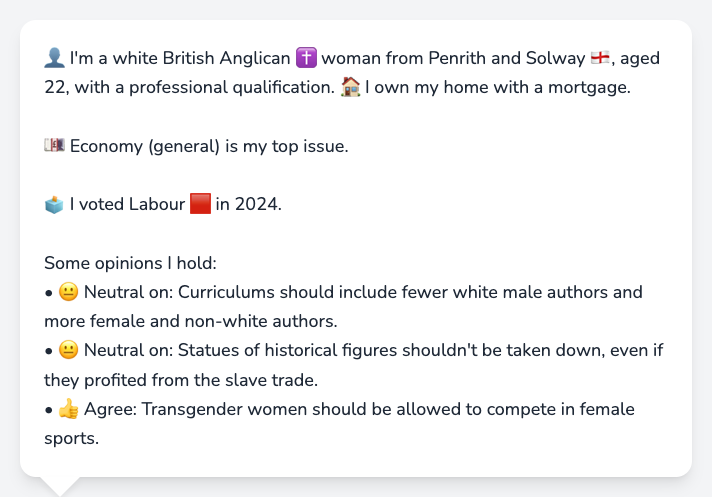 👤 I'm a white British Anglican ✝️ woman from Penrith and Solway 🏴󠁧󠁢󠁥󠁮󠁧󠁿, aged
22, with a professional qualification. 🏠 I own my home with a mortgage.
💷 Economy (general) is my top issue.
🗳️ I voted Labour 🟥 in 2024.
Some opinions I hold:
• 😐 Neutral on: Curriculums should include fewer white male authors and
more female and non-white authors.
• 😐 Neutral on: Statues of historical figures shouldn't be taken down, even if
they profited from the slave trade.
• 👍 Agree: Transgender women should be allowed to compete in female
sports.